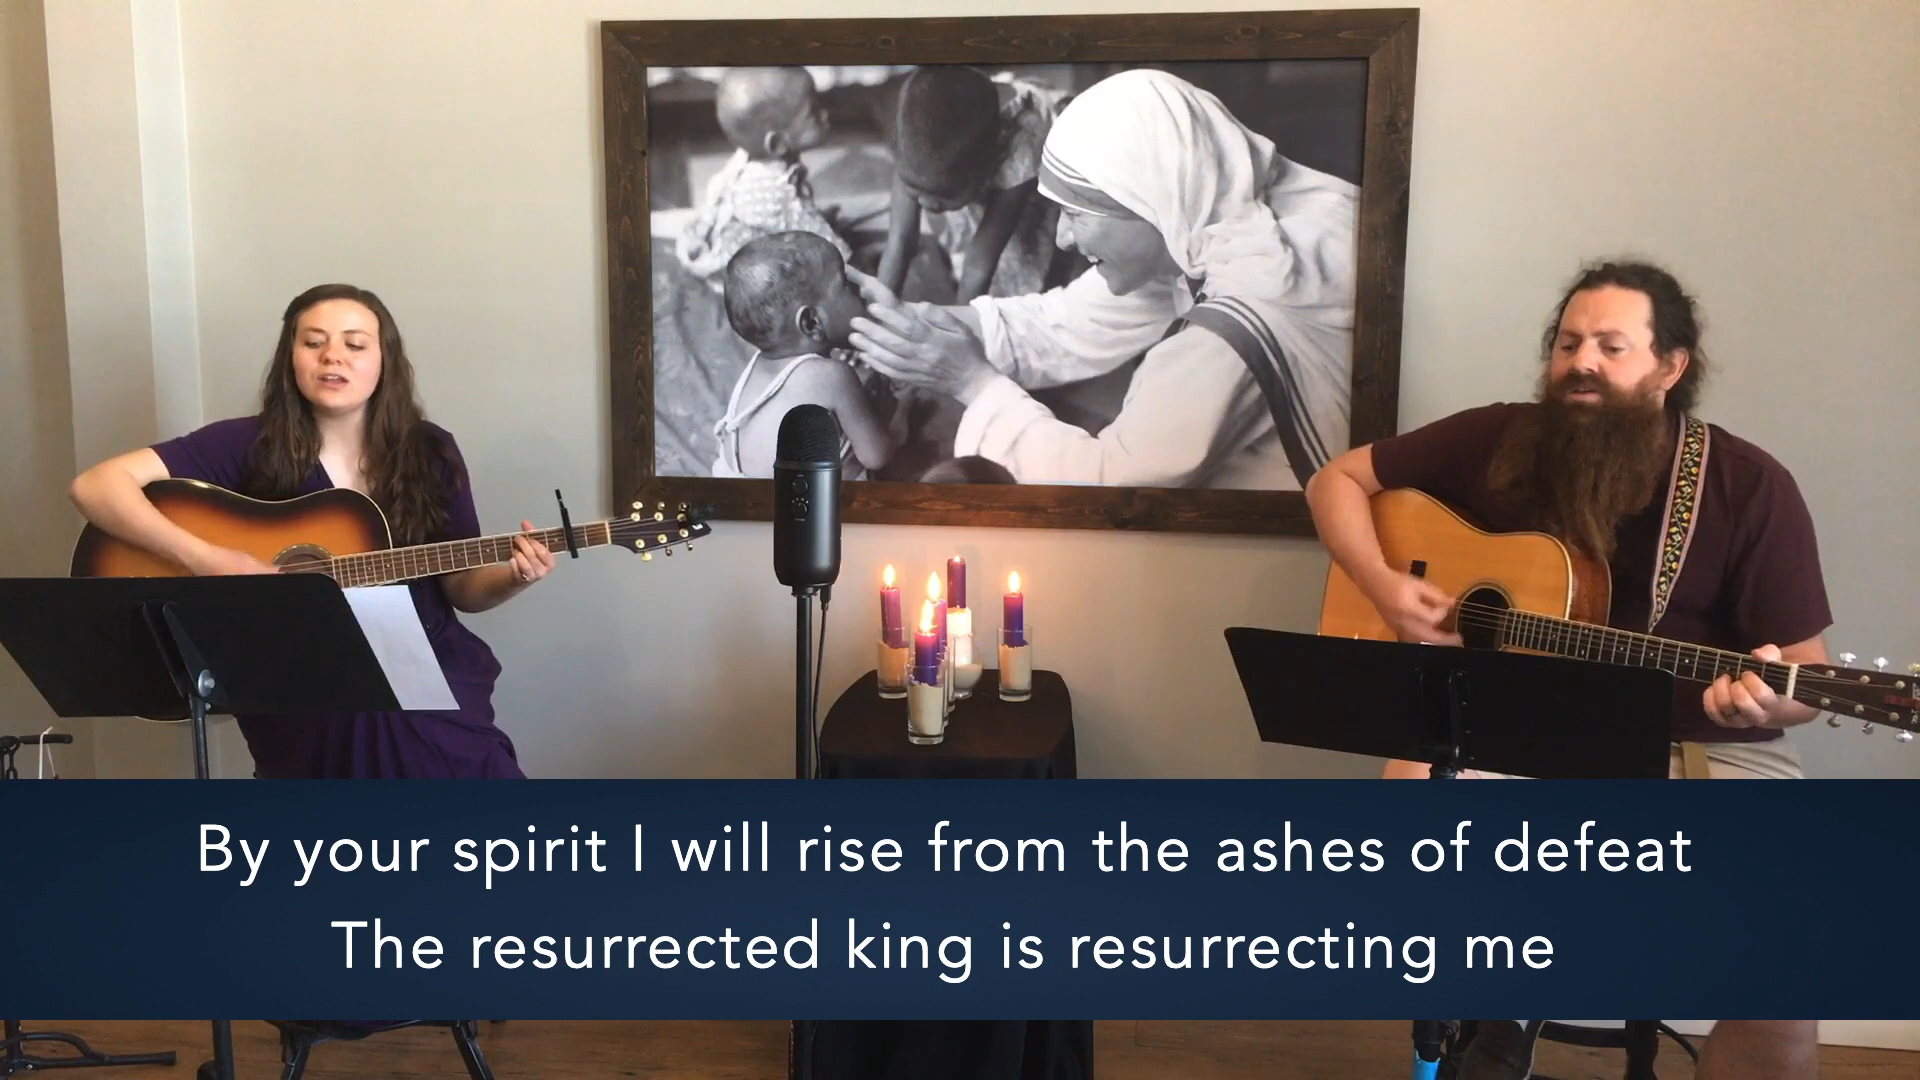 By your spirit I will rise from the ashes of defeat
The resurrected king is resurrecting me